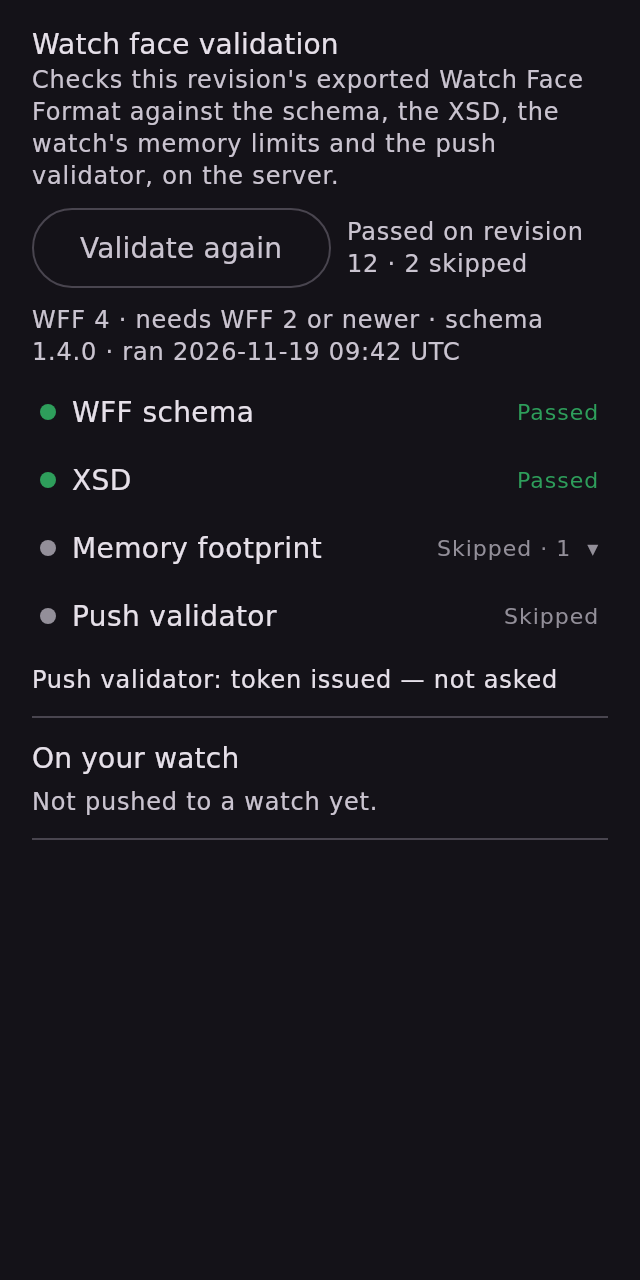 Watch face validation
Checks this revision's exported Watch Face
Format against the schema, the XSD, the
watch's memory limits and the push
validator, on the server.
Validate again
Passed on revision
12 · 2 skipped
WFF 4 · needs WFF 2 or newer · schema
1.4.0 · ran 2026-11-19 09:42 UTC
WFF schema Passed
XSD Passed
Memory footprint Skipped · 1 ▾
Push validator Skipped
Push validator: token issued — not asked
On your watch
Not pushed to a watch yet.